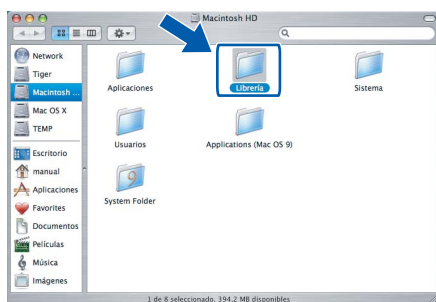 Macintosh HD
Network
Tiger
Macintosh ...
Mac OS X
TEMP
Escritorio
manual
Aplicaciones
Favorites
Documentos
Películas
Música
Imágenes
Aplicaciones
Librería
Sistema
Usuarios
Applications (Mac OS 9)
9
System Folder
1 de 8 seleccionado, 394.2 MB disponibles